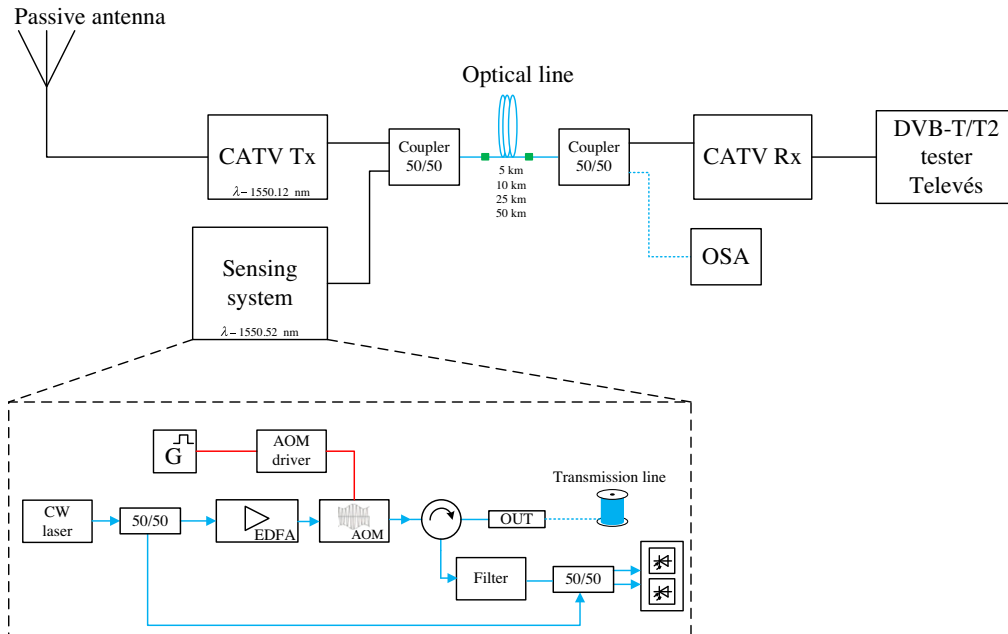 Passive antenna
CATV Tx
λ – 1550.12 nm
Coupler
50/50
Optical line
5 km
10 km
25 km
50 km
Coupler
50/50
CATV Rx
DVB-T/T2
tester
Televés
OSA
Sensing
system
λ – 1550.52 nm
G
AOM
driver
CW
laser
50/50
EDFA
AOM
OUT
Transmission line
Filter
50/50